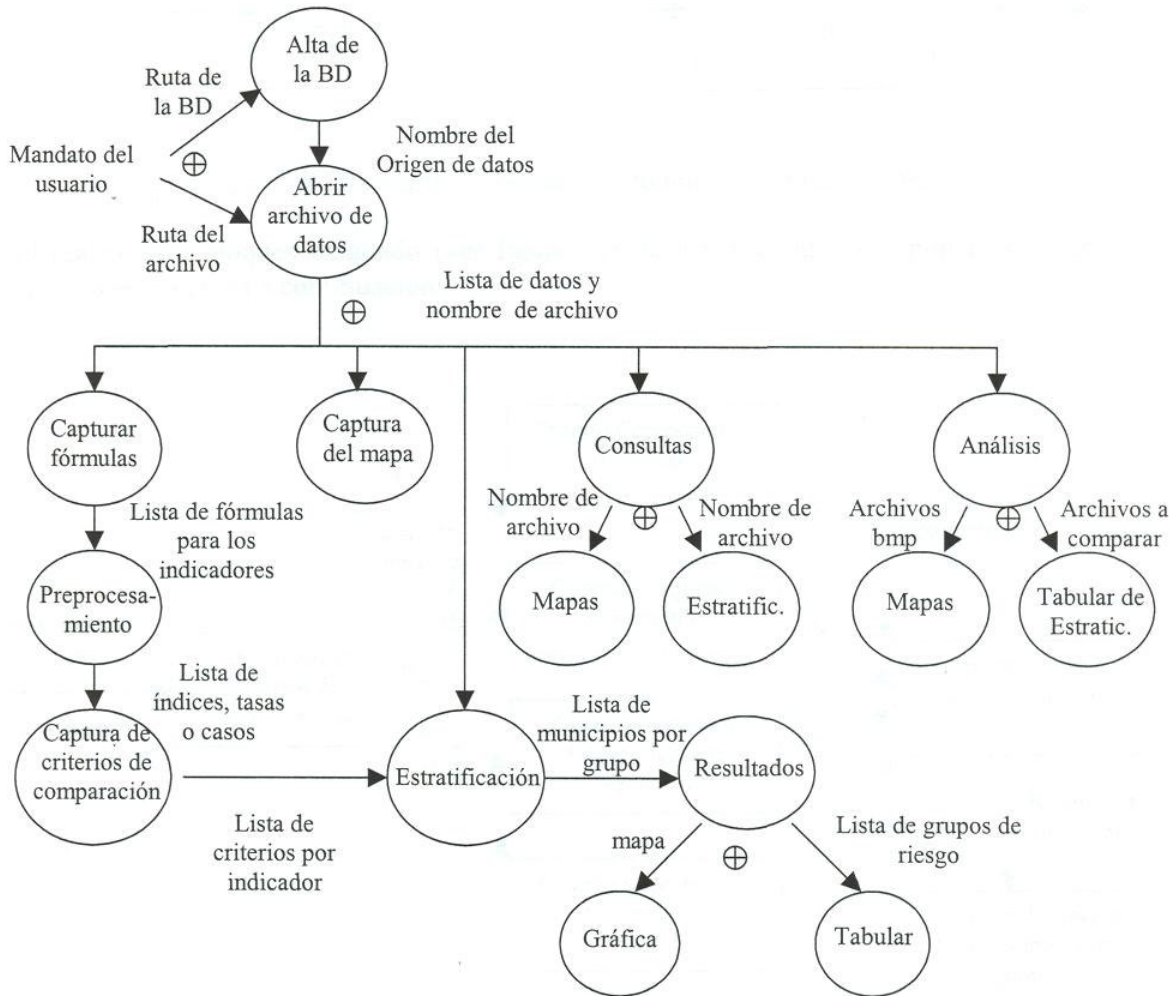 Alta de
la BD
Ruta de
la BD
Mandato del
usuario
Nombre del
Origen de datos
Abrir
archivo de
datos
Ruta del
archivo
Lista de datos y
nombre de archivo
Capturar
fórmulas
Captura
del mapa
Consultas
Análisis
Lista de fórmulas
para los
indicadores
Nombre de
archivo
Nombre de
archivo
Archivos
bmp
Archivos a
comparar
Preprocesa-
miento
Mapas
Estratific.
Mapas
Tabular de
Estratic.
Lista de
índices, tasas
o casos
Captura de
criterios de
comparación
Estratificación
Lista de
municipios por
grupo
Resultados
Lista de
criterios por
indicador
mapa
Lista de grupos de
riesgo
Gráfica
Tabular